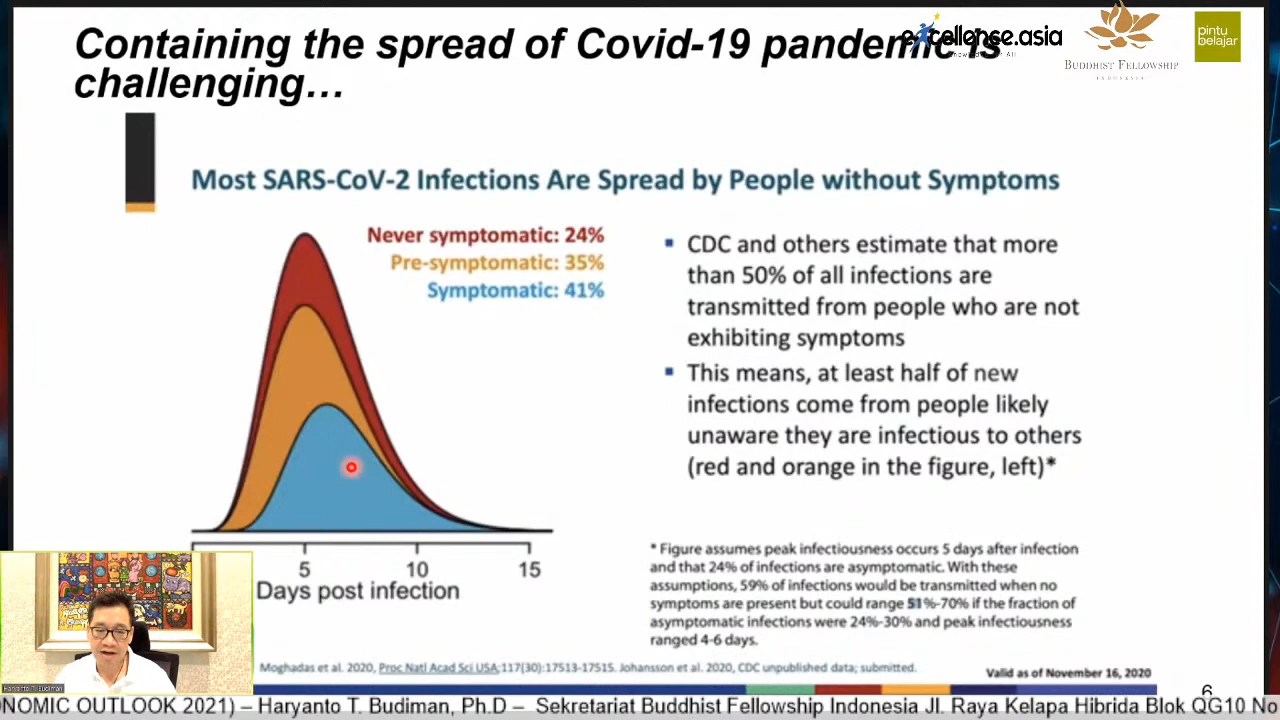 Containing the spread of Covid-19 pandemic is
challenging…
excellence.asia
BUDDHIST FELLOWSHIP
INDONESIA
pintu
belajar
Most SARS-CoV-2 Infections Are Spread by People without Symptoms
Never symptomatic: 24%
Pre-symptomatic: 35%
Symptomatic: 41%
5 10 15
Days post infection
▪ CDC and others estimate that more
than 50% of all infections are
transmitted from people who are not
exhibiting symptoms
▪ This means, at least half of new
infections come from people likely
unaware they are infectious to others
(red and orange in the figure, left)*
* Figure assumes peak infectiousness occurs 5 days after infection
and that 24% of infections are asymptomatic. With these
assumptions, 59% of infections would be transmitted when no
symptoms are present but could range 51%-70% if the fraction of
asymptomatic infections were 24%-30% and peak infectiousness
ranged 4-6 days.
Moghadas et al. 2020, Proc Natl Acad Sci USA;117(30):17513-17515. Johansson et al. 2020, CDC unpublished data; submitted.
Valid as of November 16, 2020
6
Haryanto T. Budiman
ONOMIC OUTLOOK 2021) – Haryanto T. Budiman, Ph.D – Sekretariat Buddhist Fellowship Indonesia Jl. Raya Kelapa Hibrida Blok QG10 No